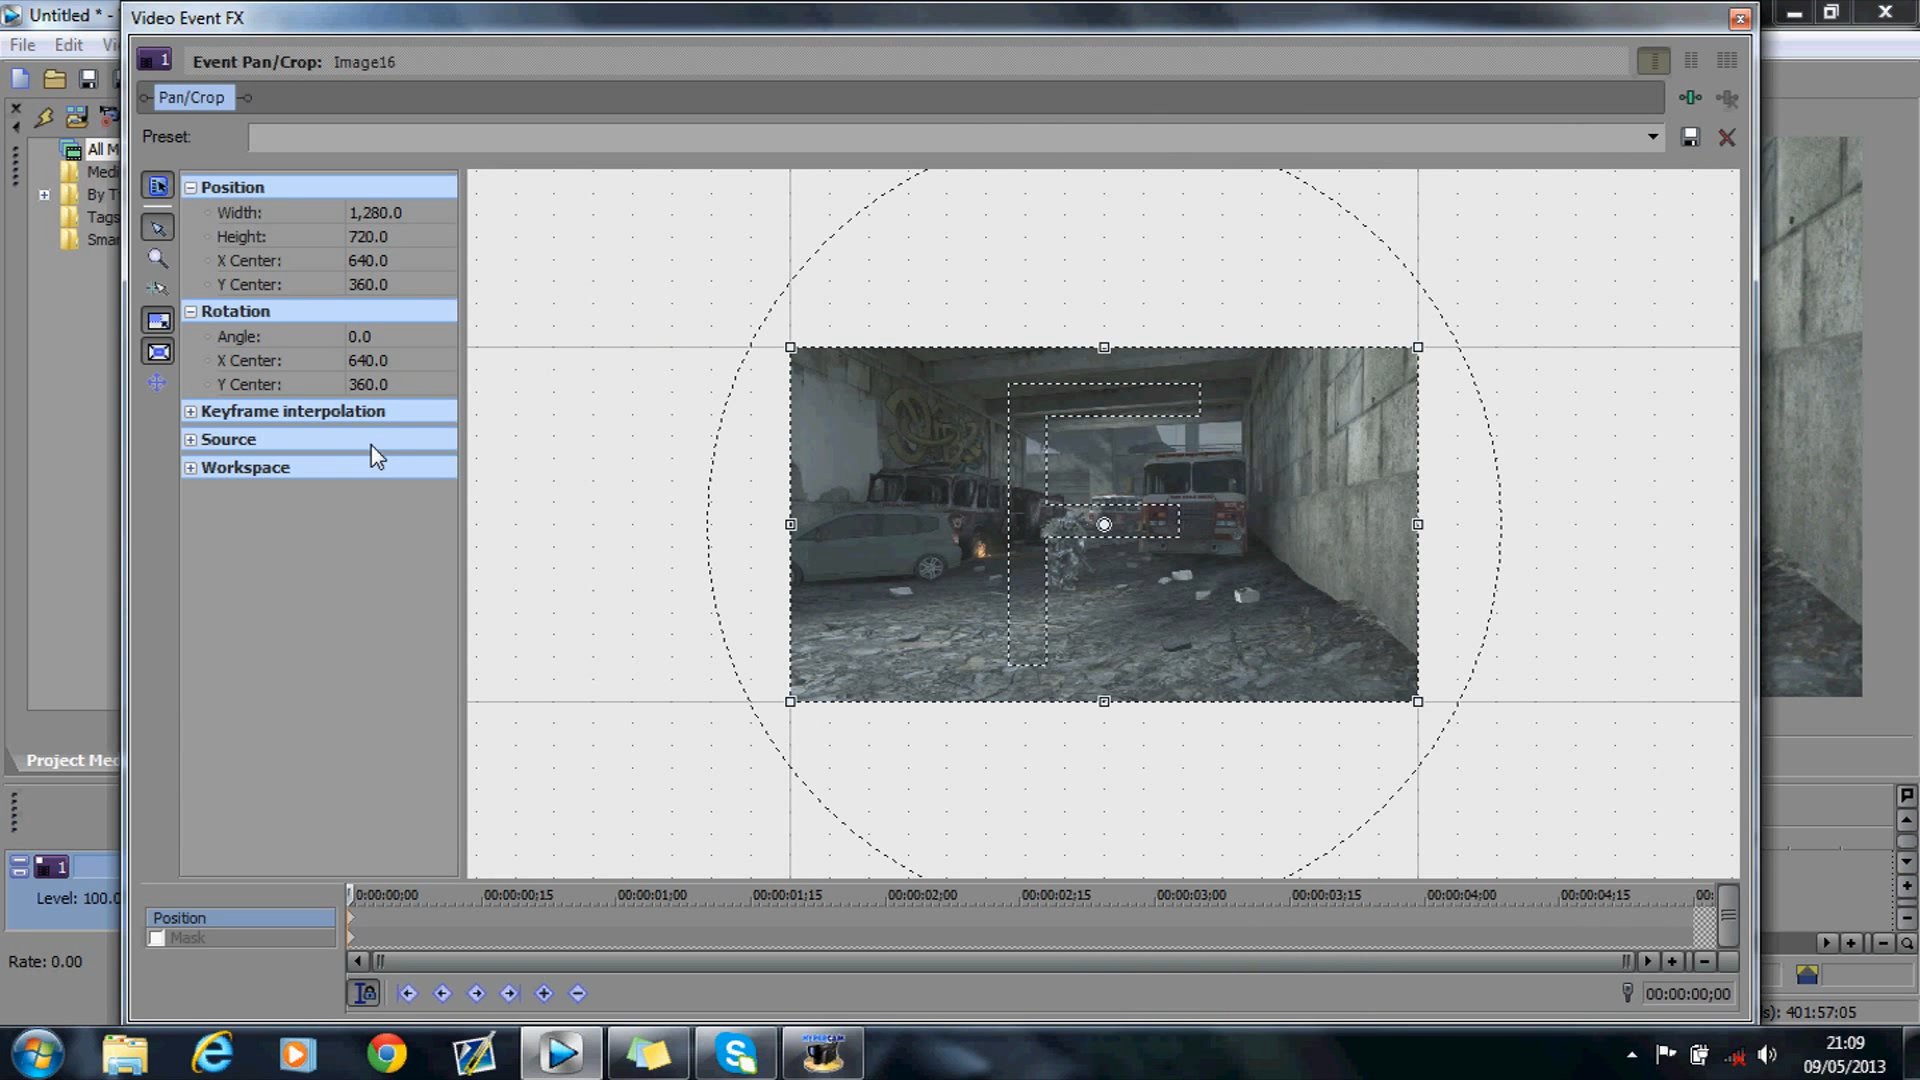 Untitled * -
Video Event FX
File Edit Vi
1 Event Pan/Crop: Image16
Pan/Crop
Preset:
All M
Medi
By T
Tags
Smar
Position
Width: 1,280.0
Height: 720.0
X Center: 640.0
Y Center: 360.0
Rotation
Angle: 0.0
X Center: 640.0
Y Center: 360.0
Keyframe interpolation
Source
Workspace
Project Med
1
Level: 100.0
Rate: 0.00
0:00:00;00 00:00:00;15 00:00:01;00 00:00:01;15 00:00:02;00 00:00:02;15 00:00:03;00 00:00:03;15 00:00:04;00 00:00:04;15 00:
Position
Mask
00:00:00;00
s): 401:57:05
HYPERCAM
21:09
09/05/2013